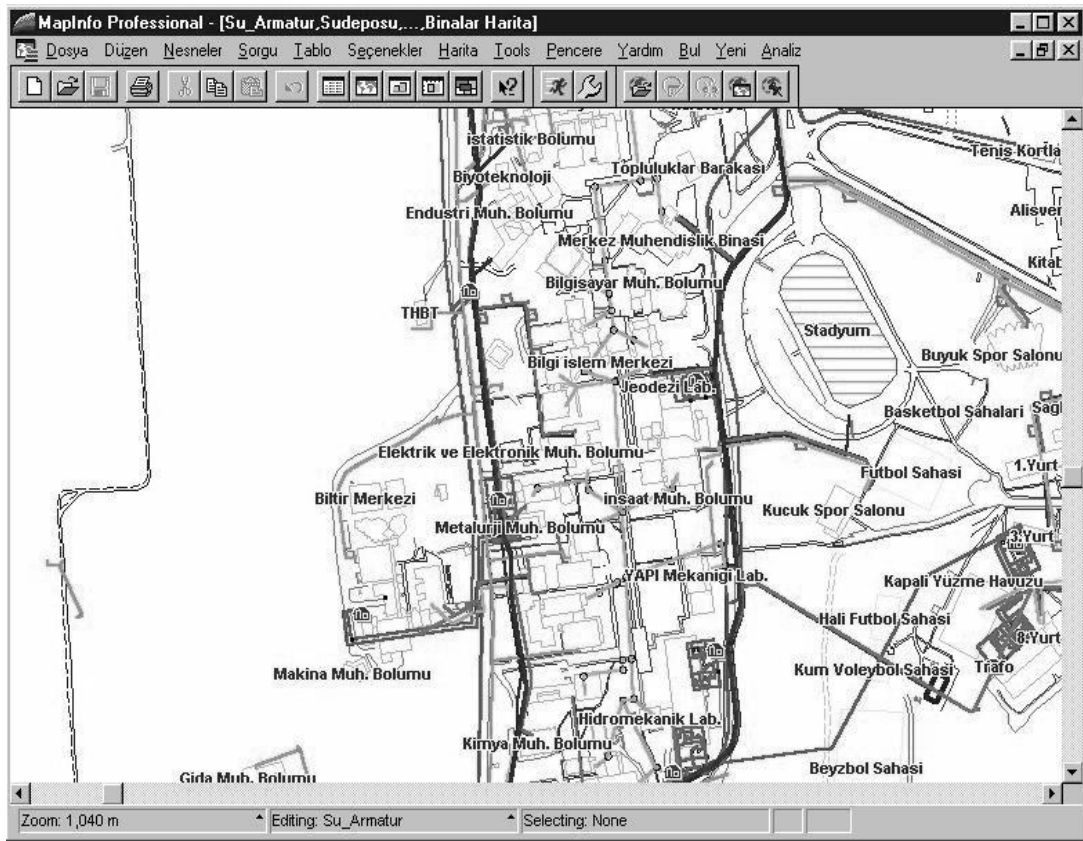 MapInfo Professional - [Su_Armatur,Sudeposu,...,Binalar Harita]
Dosya Düzen Nesneler Sorgu Tablo Seçenekler Harita Tools Pencere Yardım Bul Yeni Analiz
istatistik Bolumu
Tenis Kortla
Biyoteknoloji
Topluluklar Barakası
Endustri Muh. Bolumu
Alisver
Merkez Muhendislik Binasi
Kitab
Bilgisayar Muh. Bolumu
THBT
Stadyum
Bilgi islem Merkezi
Buyuk Spor Salonu
Jeodezi Lab.
Basketbol Sahalari
Sagl
Elektrik ve Elektronik Muh. Bolumu
Futbol Sahasi
1.Yurt
Biltir Merkezi
insaat Muh. Bolumu
Kucuk Spor Salonu
Metalurji Muh. Bolumu
3.Yurt
YAPI Mekanigi Lab.
Kapali Yuzme Havuzu
Hali Futbol Sahasi
8.Yurt
Makina Muh. Bolumu
Kum Voleybol Sahasi
Trafo
Hidromekanik Lab.
Kimya Muh. Bolumu
Beyzbol Sahasi
Gida Muh. Bolumu
Zoom: 1,040 m
Editing: Su_Armatur
Selecting: None